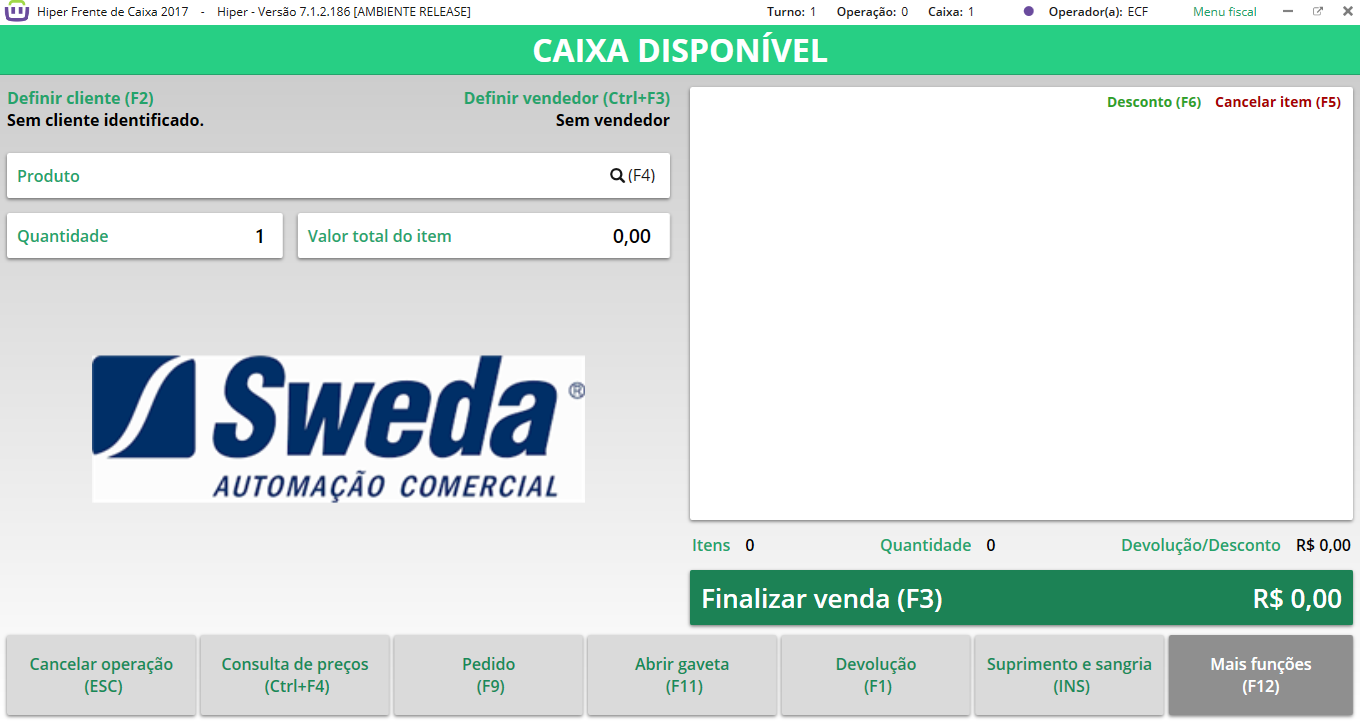 Hiper Frente de Caixa 2017 - Hiper - Versão 7.1.2.186 [AMBIENTE RELEASE] Turno: 1 Operação: 0 Caixa: 1 Operador(a): ECF Menu fiscal
CAIXA DISPONÍVEL
Definir cliente (F2) Definir vendedor (Ctrl+F3)
Sem cliente identificado. Sem vendedor
Produto (F4)
Quantidade 1 Valor total do item 0,00
Sweda ®
AUTOMAÇÃO COMERCIAL
Desconto (F6) Cancelar item (F5)
Itens 0 Quantidade 0 Devolução/Desconto R$ 0,00
Finalizar venda (F3) R$ 0,00
Cancelar operação
(ESC)
Consulta de preços
(Ctrl+F4)
Pedido
(F9)
Abrir gaveta
(F11)
Devolução
(F1)
Suprimento e sangria
(INS)
Mais funções
(F12)